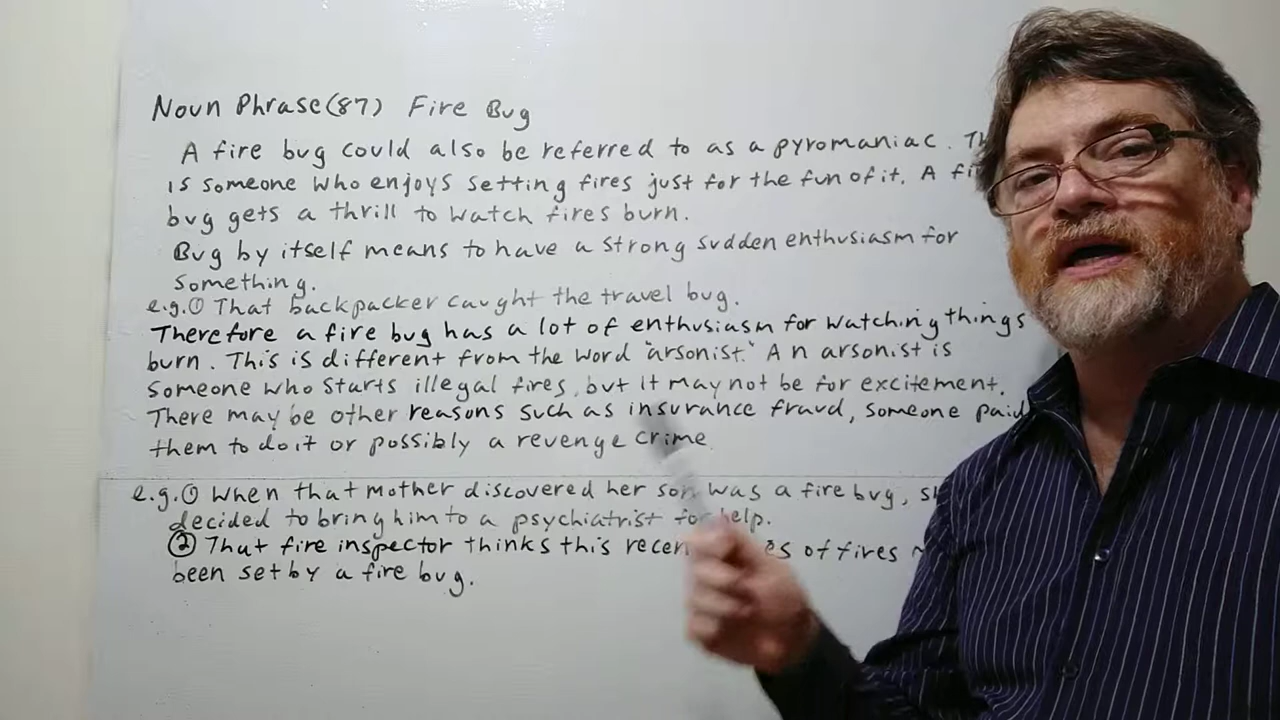 Noun Phrase (87) Fire Bug
A fire bug could also be referred to as a pyromaniac.
is someone who enjoys setting fires just for the fun of it. A
bug gets a thrill to watch fires burn.
Bug by itself means to have a strong sudden enthusiasm for
something.
e.g. ① That backpacker caught the travel bug.
Therefore a fire bug has a lot of enthusiasm for watching things
burn. This is different from the word "arsonist." An arsonist is
someone who starts illegal fires, but it may not be for excitement.
There may be other reasons such as insurance fraud, someone paid
them to do it or possibly a revenge crime.
e.g. ① When that mother discovered her son was a fire bug,
decided to bring him to a psychiatrist for help.
② That fire inspector thinks this of fires
been set by a fire bug.